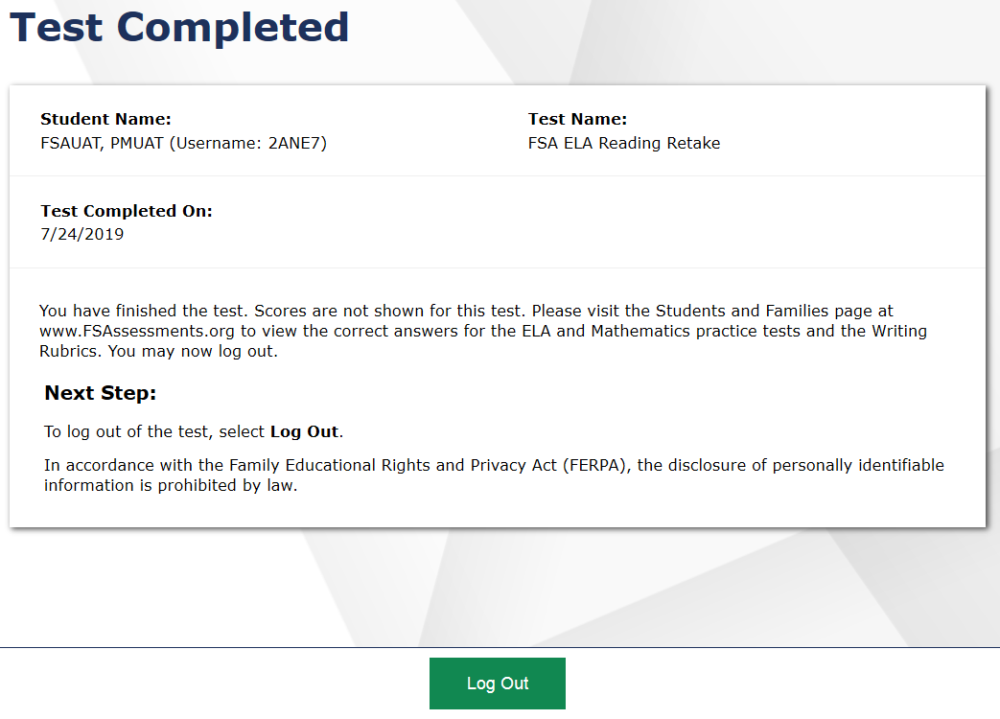 Test Completed
Student Name:
FSAUAT, PMUAT (Username: 2ANE7)
Test Name:
FSA ELA Reading Retake
Test Completed On:
7/24/2019
You have finished the test. Scores are not shown for this test. Please visit the Students and Families page at
www.FSAssessments.org to view the correct answers for the ELA and Mathematics practice tests and the Writing
Rubrics. You may now log out.
Next Step:
To log out of the test, select Log Out.
In accordance with the Family Educational Rights and Privacy Act (FERPA), the disclosure of personally identifiable
information is prohibited by law.
Log Out